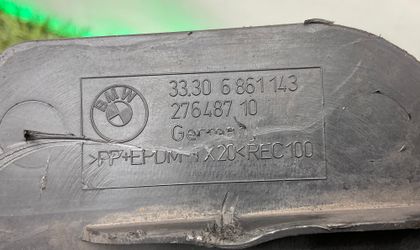 BMW
33.30 6 861 143
276487 10
Germany
>PP+EPDM-TX20<REC100